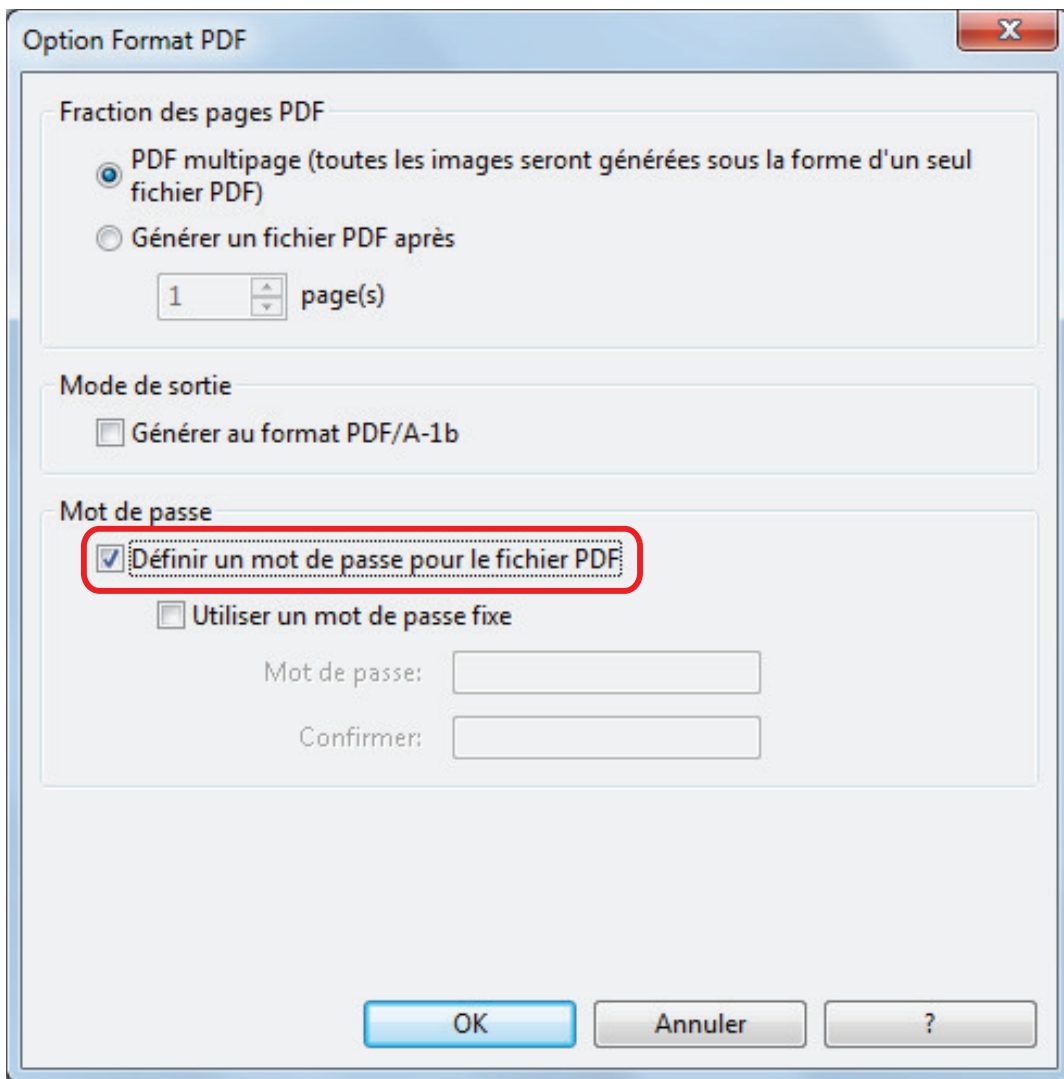 Option Format PDF
X
Fraction des pages PDF
PDF multipage (toutes les images seront générées sous la forme d'un seul
fichier PDF)
Générer un fichier PDF après
1 page(s)
Mode de sortie
Générer au format PDF/A-1b
Mot de passe
Définir un mot de passe pour le fichier PDF
Utiliser un mot de passe fixe
Mot de passe:
Confirmer:
OK Annuler ?